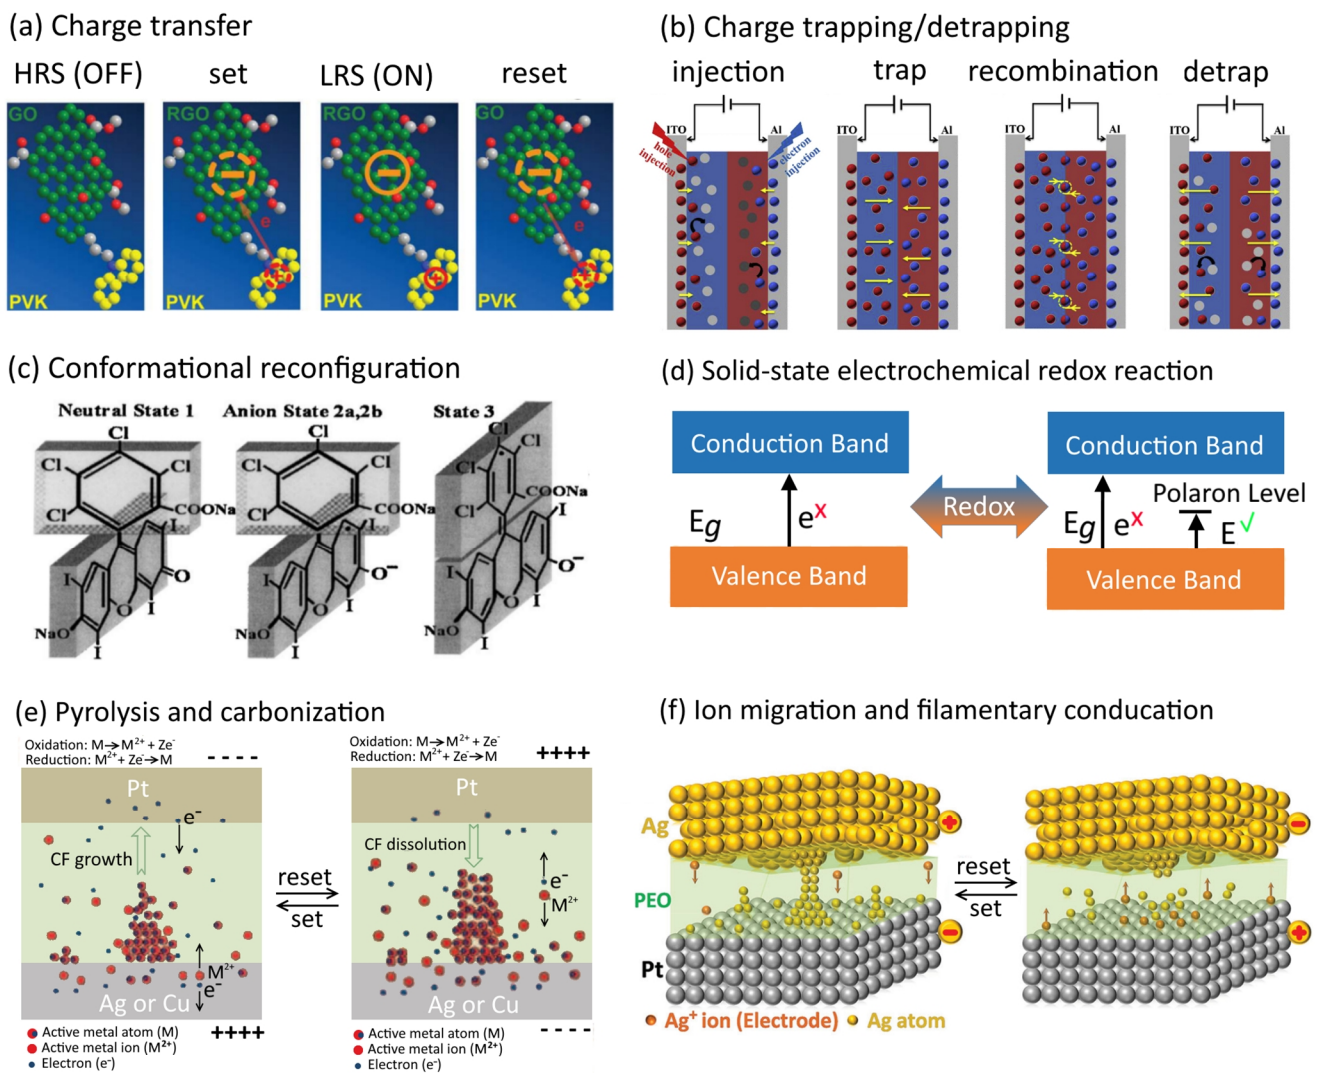 (a) Charge transfer
HRS (OFF) set LRS (ON) reset
GO RGO RGO GO
e e
PVK PVK PVK PVK
(b) Charge trapping/detrapping
injection trap recombination detrap
ITO Al ITO Al ITO Al ITO Al
hole injection
electron injection
(c) Conformational reconfiguration
Neutral State 1 Anion State 2a,2b State 3
Cl Cl Cl Cl COONa I I O O I NaO I
Cl Cl Cl Cl COONa I I O O⁻ I NaO I
Cl Cl Cl Cl COONa I I O O⁻ I NaO I
(d) Solid-state electrochemical redox reaction
Conduction Band Conduction Band
Eg eˣ Redox Eg eˣ Polaron Level E√
Valence Band Valence Band
(e) Pyrolysis and carbonization
Oxidation: M→M²⁺ + Ze⁻
Reduction: M²⁺ + Ze⁻→M - - - -
Pt
e⁻
CF growth
M²⁺
e⁻
Ag or Cu
Active metal atom (M) ++++
Active metal ion (M²⁺)
Electron (e⁻)
reset
set
Oxidation: M→M²⁺ + Ze⁻
Reduction: M²⁺ + Ze⁻→M ++++
Pt
CF dissolution
e⁻
M²⁺
Ag or Cu
Active metal atom (M) - - - -
Active metal ion (M²⁺)
Electron (e⁻)
(f) Ion migration and filamentary conducation
Ag + -
reset
PEO
set
- +
Pt
Ag⁺ ion (Electrode) Ag atom